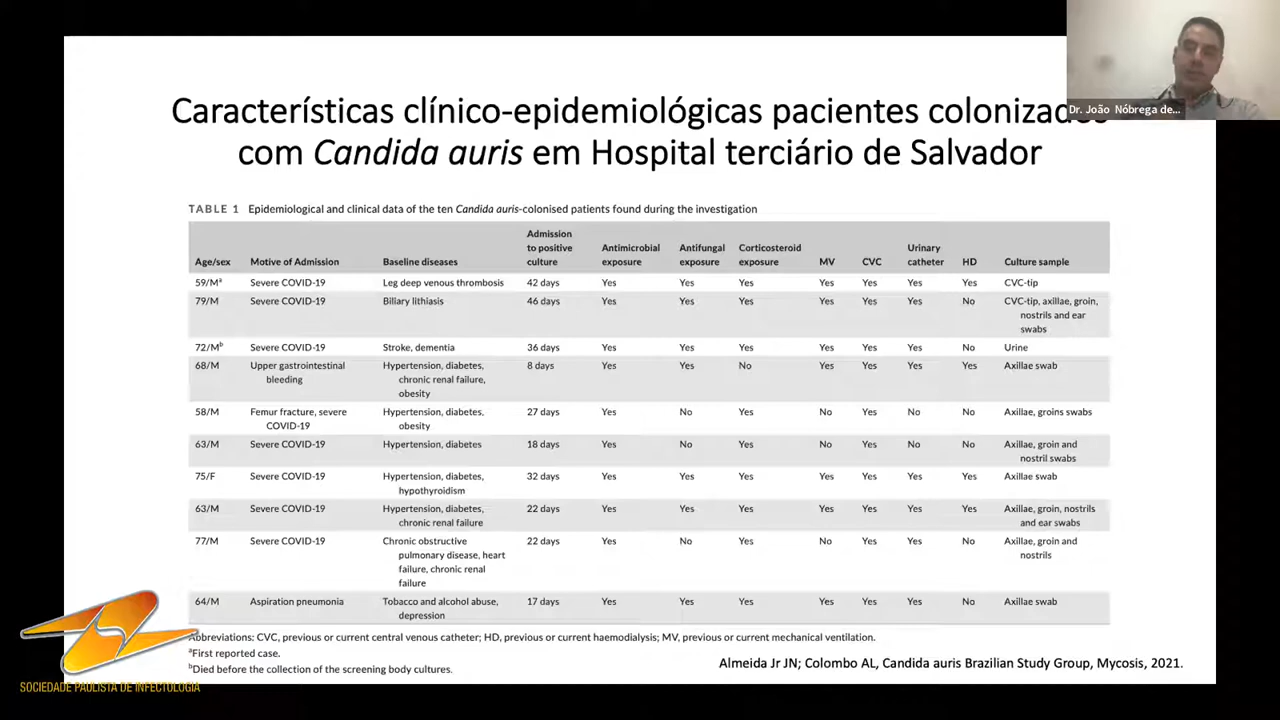 Dr. João Nóbrega de...
Características clínico-epidemiológicas pacientes colonizados
com Candida auris em Hospital terciário de Salvador
TABLE 1 Epidemiological and clinical data of the ten Candida auris-colonised patients found during the investigation
Age/sex Motive of Admission Baseline diseases Admission to positive culture Antimicrobial exposure Antifungal exposure Corticosteroid exposure MV CVC Urinary catheter HD Culture sample
59/Mᵃ Severe COVID-19 Leg deep venous thrombosis 42 days Yes Yes Yes Yes Yes Yes Yes CVC-tip
79/M Severe COVID-19 Biliary lithiasis 46 days Yes Yes Yes Yes Yes Yes No CVC-tip, axillae, groin,
nostrils and ear
swabs
72/Mᵇ Severe COVID-19 Stroke, dementia 36 days Yes Yes Yes Yes Yes Yes No Urine
68/M Upper gastrointestinal Hypertension, diabetes, 8 days Yes Yes No Yes Yes Yes Yes Axillae swab
bleeding chronic renal failure,
obesity
58/M Femur fracture, severe Hypertension, diabetes, 27 days Yes No Yes No Yes No No Axillae, groins swabs
COVID-19 obesity
63/M Severe COVID-19 Hypertension, diabetes 18 days Yes No Yes No Yes No No Axillae, groin and
nostril swabs
75/F Severe COVID-19 Hypertension, diabetes, 32 days Yes Yes Yes Yes Yes Yes Yes Axillae swab
hypothyroidism
63/M Severe COVID-19 Hypertension, diabetes, 22 days Yes Yes Yes Yes Yes Yes Yes Axillae, groin, nostrils
chronic renal failure and ear swabs
77/M Severe COVID-19 Chronic obstructive 22 days Yes No Yes No Yes Yes No Axillae, groin and
pulmonary disease, heart nostrils
failure, chronic renal
failure
64/M Aspiration pneumonia Tobacco and alcohol abuse, 17 days Yes Yes Yes Yes Yes Yes No Axillae swab
depression
Abbreviations: CVC, previous or current central venous catheter; HD, previous or current haemodialysis; MV, previous or current mechanical ventilation.
ᵃFirst reported case.
ᵇDied before the collection of the screening body cultures.
Almeida Jr JN; Colombo AL, Candida auris Brazilian Study Group, Mycosis, 2021.
SOCIEDADE PAULISTA DE INFECTOLOGIA